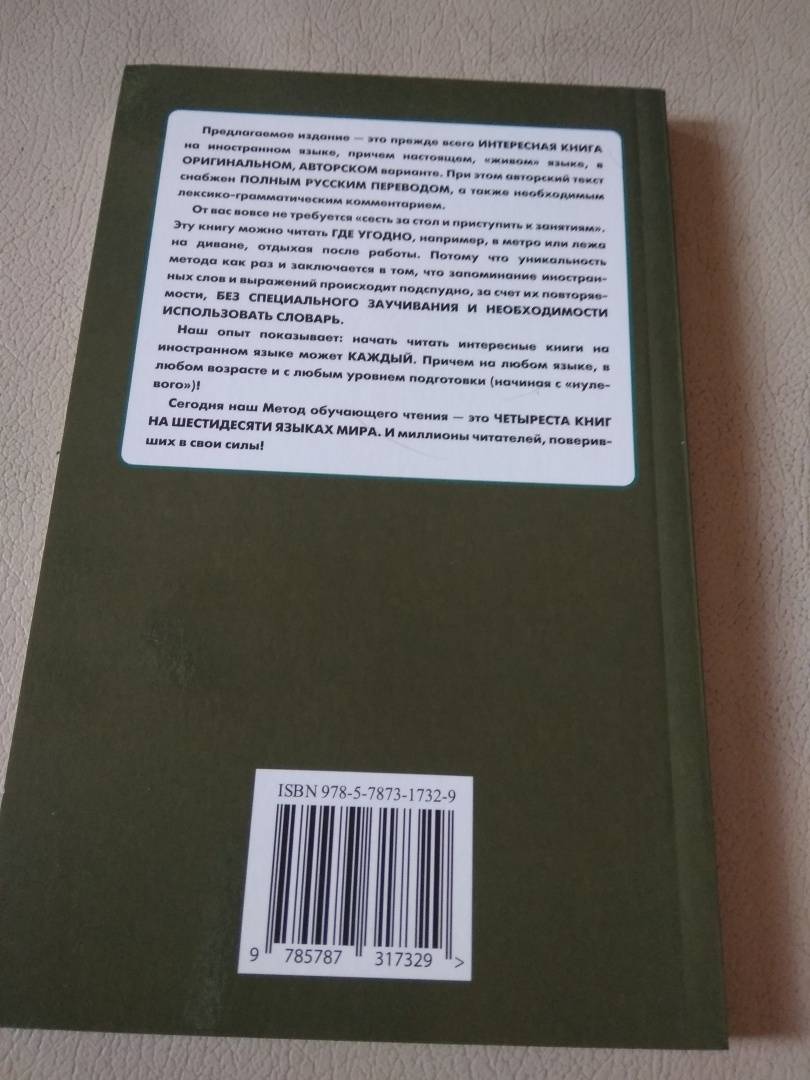 Предлагаемое издание — это прежде всего ИНТЕРЕСНАЯ КНИГА
на иностранном языке, причем настоящем, «живом» языке, в
ОРИГИНАЛЬНОМ, АВТОРСКОМ варианте. При этом авторский текст
снабжен ПОЛНЫМ РУССКИМ ПЕРЕВОДОМ, а также необходимым
лексико-грамматическим комментарием.
От вас вовсе не требуется «сесть за стол и приступить к занятиям».
Эту книгу можно читать ГДЕ УГОДНО, например, в метро или лежа
на диване, отдыхая после работы. Потому что уникальность
метода как раз и заключается в том, что запоминание иностран-
ных слов и выражений происходит подспудно, за счет их повторяе-
мости, БЕЗ СПЕЦИАЛЬНОГО ЗАУЧИВАНИЯ И НЕОБХОДИМОСТИ
ИСПОЛЬЗОВАТЬ СЛОВАРЬ.
Наш опыт показывает: начать читать интересные книги на
иностранном языке может КАЖДЫЙ. Причем на любом языке, в
любом возрасте и с любым уровнем подготовки (начиная с «нуле-
вого»)!
Сегодня наш Метод обучающего чтения — это ЧЕТЫРЕСТА КНИГ
НА ШЕСТИДЕСЯТИ ЯЗЫКАХ МИРА. И миллионы читателей, поверив-
ших в свои силы!
ISBN 978-5-7873-1732-9
9 785787 317329 >